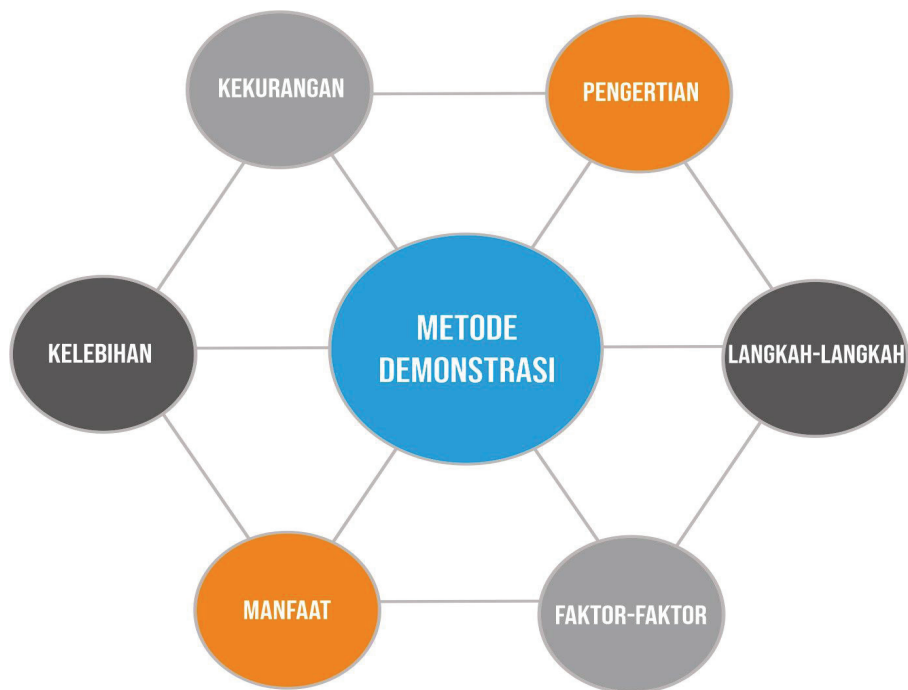 KEKURANGAN
PENGERTIAN
METODE
DEMONSTRASI
KELEBIHAN
LANGKAH-LANGKAH
MANFAAT
FAKTOR-FAKTOR